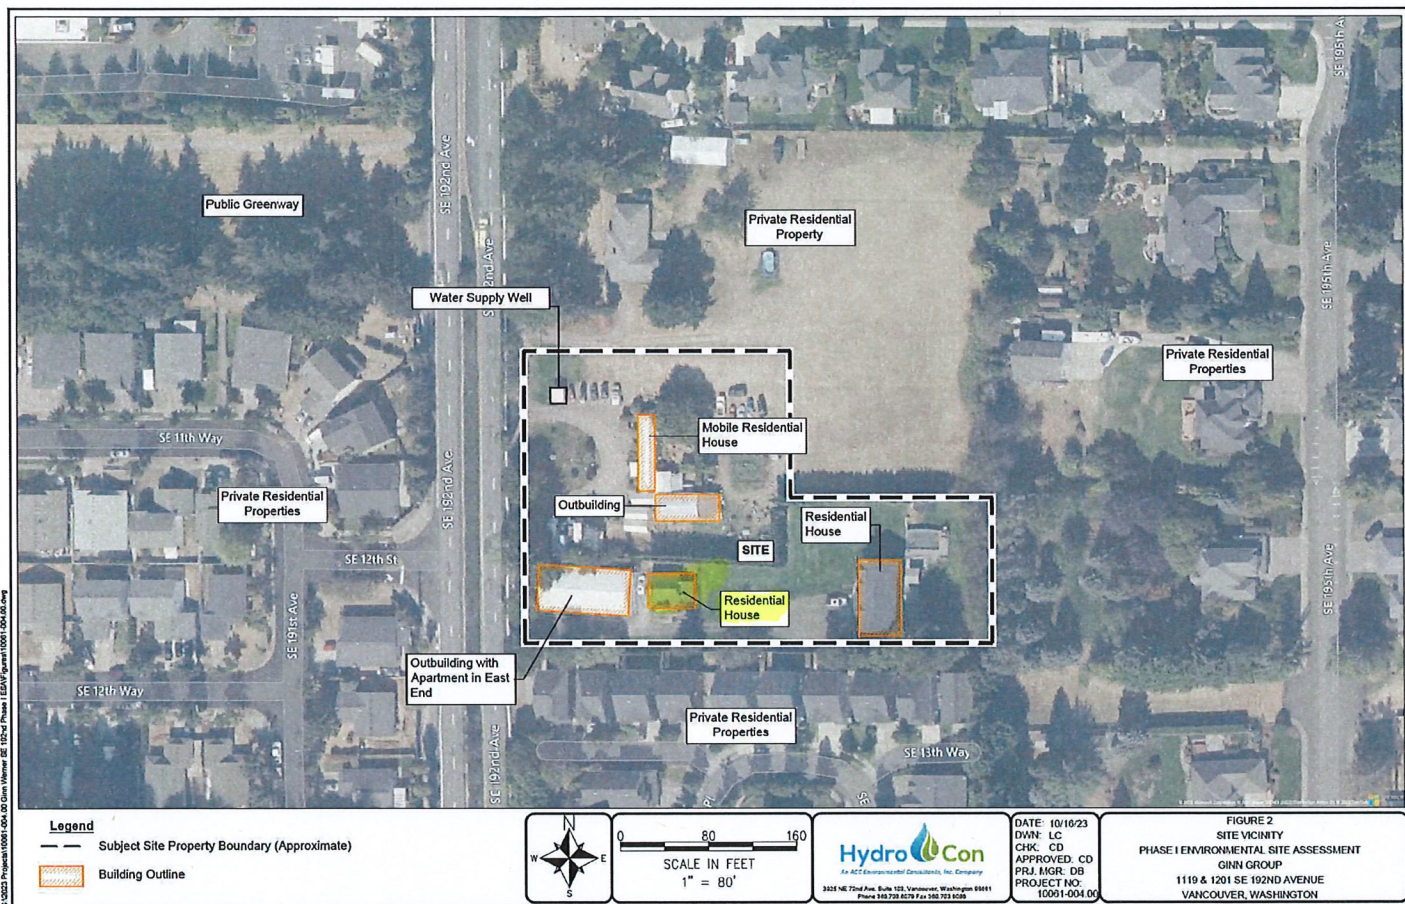 SE 195th Av
SE 192nd Ave
Public Greenway
Private Residential
Property
2nd Ave
SE 195th Ave
Water Supply Well
Private Residential
Properties
SE 11th Way
Mobile Residential
House
SE 192nd Ave
Private Residential
Properties
Outbuilding
Residential
House
SITE
SE 12th St
SE 195th Ave
SE 191st Ave
Residential
House
Outbuilding with
Apartment in East
End
SE 12th Way
Private Residential
Properties
SE 13th Way
SE 192nd Ave
Pl
SE
Legend
Subject Site Property Boundary (Approximate)
Building Outline
N
W
E
S
0 80 160
SCALE IN FEET
1" = 80'
HydroCon
An ACT Environmental Consultants, Inc. Company
Vancouver, Washington
DATE: 10/16/23
DWN: LC
CHK: CD
APPROVED: CD
PRJ. MGR: DB
PROJECT NO:
10061-004.00
FIGURE 2
SITE VICINITY
PHASE I ENVIRONMENTAL SITE ASSESSMENT
GINN GROUP
1119 & 1201 SE 192ND AVENUE
VANCOUVER, WASHINGTON